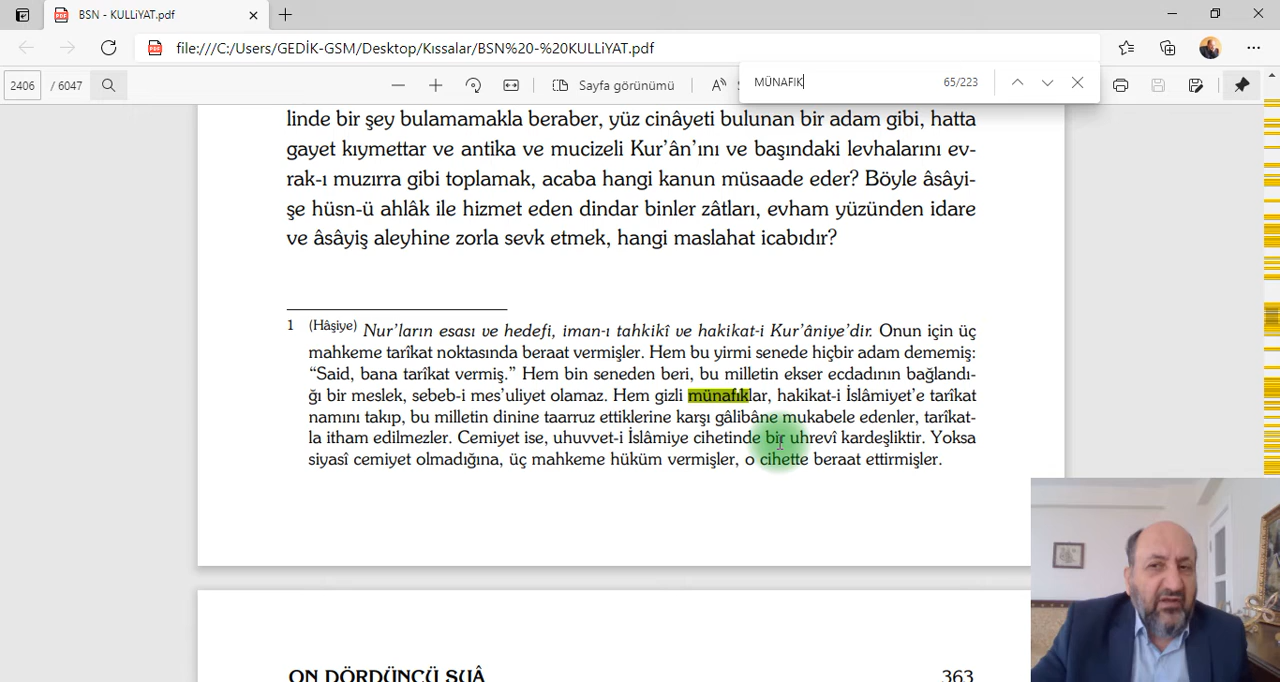 BSN - KULLiYAT.pdf
file:///C:/Users/GEDİK-GSM/Desktop/Kıssalar/BSN%20-%20KULLiYAT.pdf
2406 / 6047
Sayfa görünümü
MÜNAFIK 65/223
linde bir şey bulamamakla beraber, yüz cinâyeti bulunan bir adam gibi, hatta
gayet kıymettar ve antika ve mucizeli Kur’ân’ını ve başındaki levhalarını ev-
rak-ı muzırra gibi toplamak, acaba hangi kanun müsaade eder? Böyle âsâyi-
şe hüsn-ü ahlâk ile hizmet eden dindar binler zâtları, evham yüzünden idare
ve âsâyiş aleyhine zorla sevk etmek, hangi maslahat icabıdır?
1 (Hâşiye) Nur’ların esası ve hedefi, iman-ı tahkikî ve hakikat-i Kur’âniye’dir. Onun için üç
mahkeme tarîkat noktasında beraat vermişler. Hem bu yirmi senede hiçbir adam dememiş:
“Said, bana tarîkat vermiş.” Hem bin seneden beri, bu milletin ekser ecdadının bağlandı-
ğı bir meslek, sebeb-i mes’uliyet olamaz. Hem gizli münafıklar, hakikat-i İslâmiyet’e tarîkat
namını takıp, bu milletin dinine taarruz ettiklerine karşı gâlibâne mukabele edenler, tarîkat-
la itham edilmezler. Cemiyet ise, uhuvvet-i İslâmiye cihetinde bir uhrevî kardeşliktir. Yoksa
siyasî cemiyet olmadığına, üç mahkeme hüküm vermişler, o cihette beraat ettirmişler.
ON DÖRDÜNCÜ ŞUÂ 363